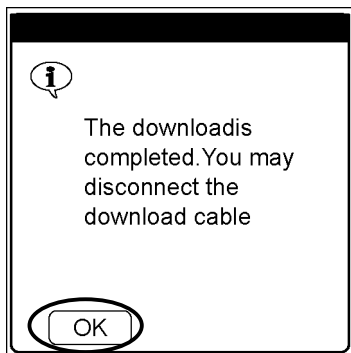 The downloadis
completed.You may
disconnect the
download cable
OK